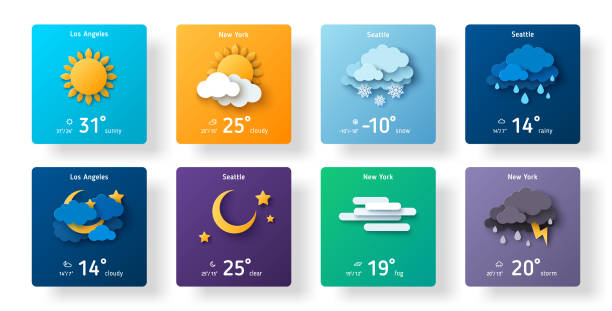 Los Angeles
31° sunny
New York
25° cloudy
Seattle
-10° snow
Seattle
14° rainy
Los Angeles
14° cloudy
Seattle
25° clear
New York
19° fog
New York
20° storm